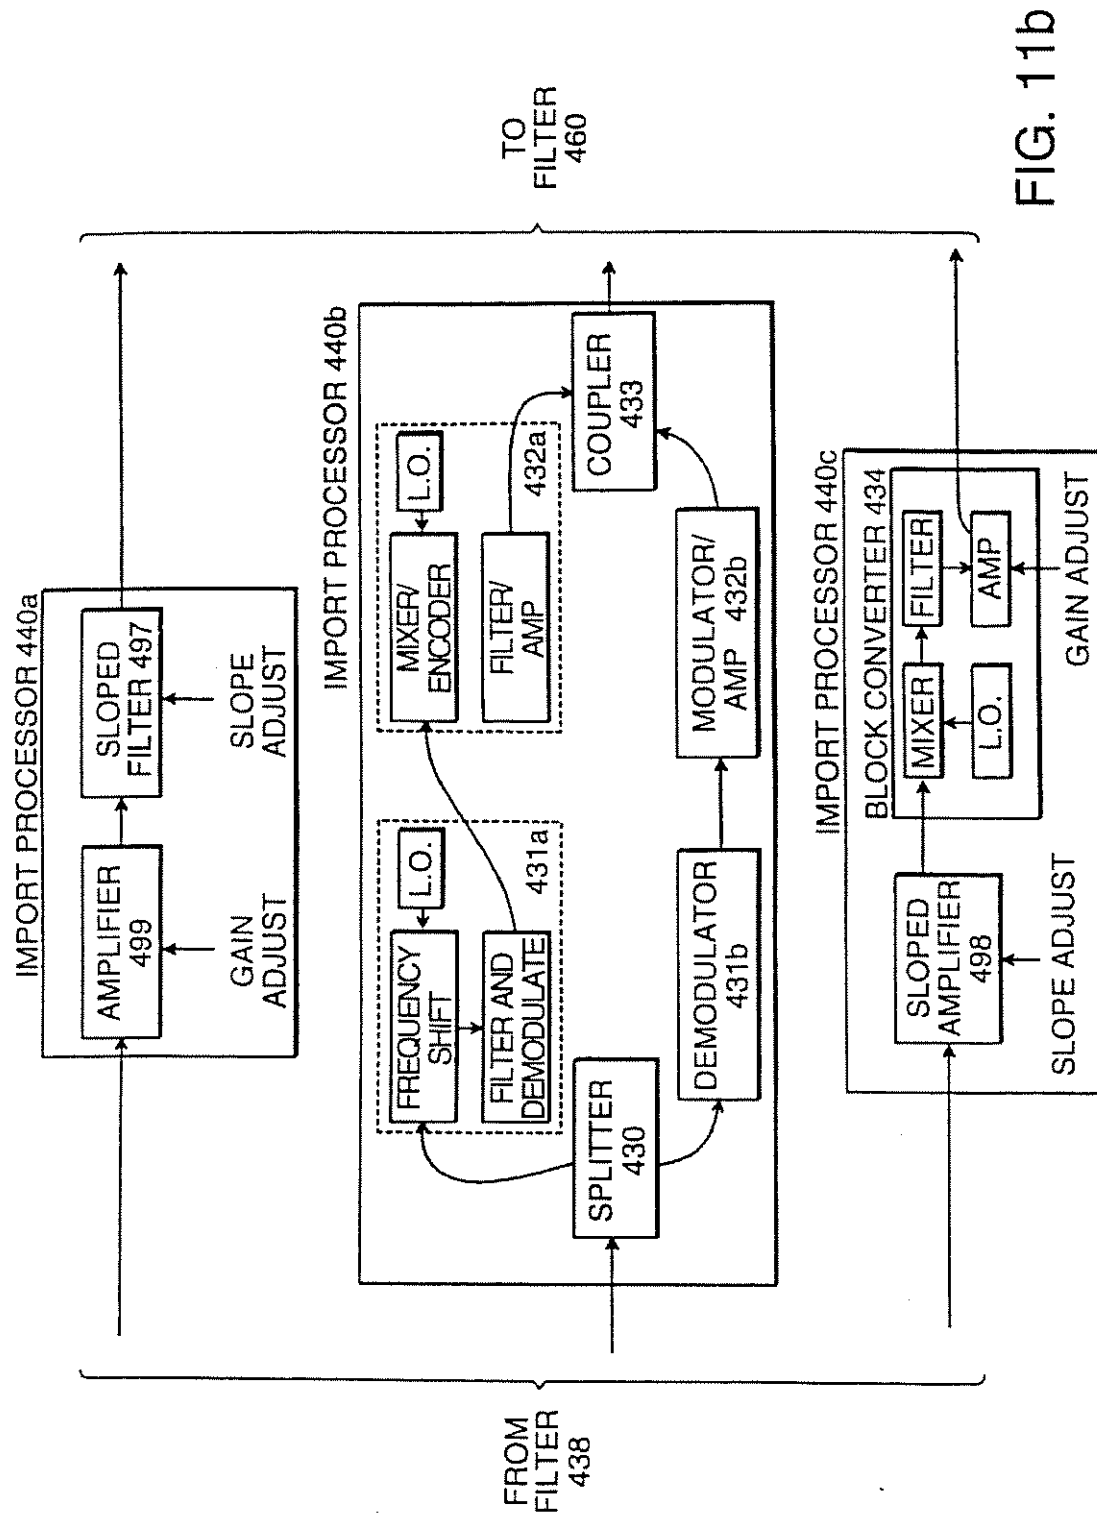 IMPORT PROCESSOR 440a
AMPLIFIER
499
SLOPED
FILTER 497
GAIN
ADJUST
SLOPE
ADJUST
FROM
FILTER
438
TO
FILTER
460
IMPORT PROCESSOR 440b
FREQUENCY
SHIFT
L.O.
FILTER AND
DEMODULATE
431a
MIXER/
ENCODER
L.O.
FILTER/
AMP
432a
SPLITTER
430
COUPLER
433
DEMODULATOR
431b
MODULATOR/
AMP 432b
IMPORT PROCESSOR 440c
BLOCK CONVERTER 434
SLOPED
AMPLIFIER
498
MIXER
FILTER
L.O.
AMP
SLOPE ADJUST
GAIN ADJUST
FIG. 11b